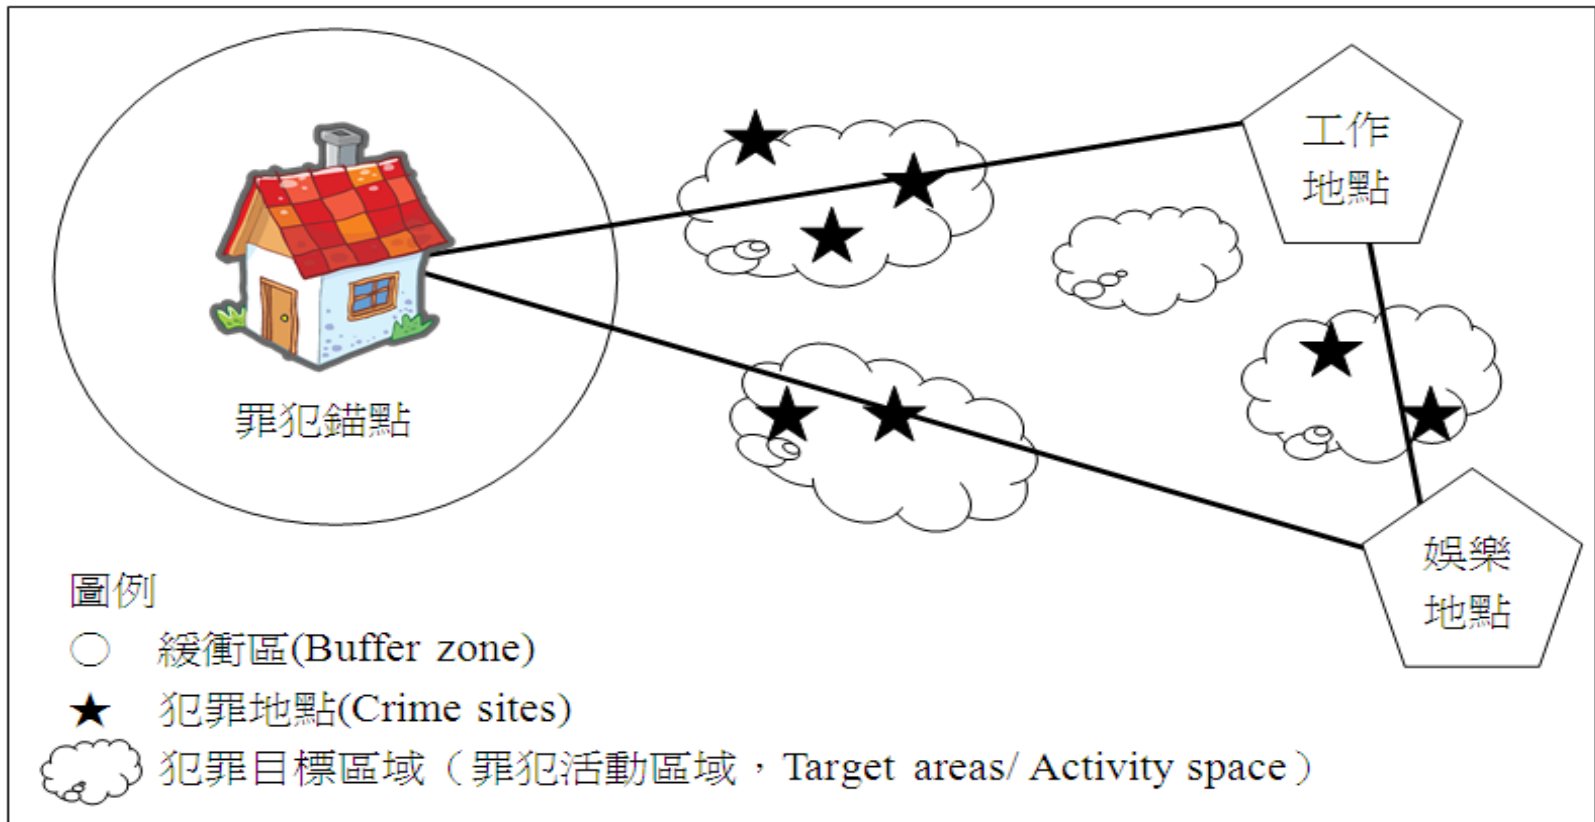 工作
地點
罪犯錨點
娛樂
地點
圖例
緩衝區(Buffer zone)
犯罪地點(Crime sites)
犯罪目標區域（罪犯活動區域，Target areas/ Activity space）